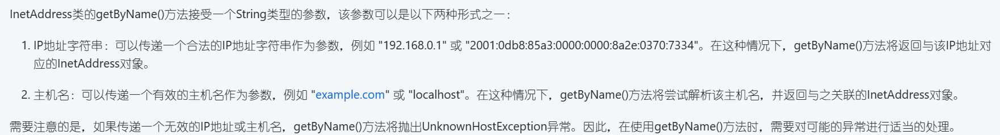 InetAddress类的getByName()方法接受一个String类型的参数，该参数可以是以下两种形式之一：
1. IP地址字符串：可以传递一个合法的IP地址字符串作为参数，例如 "192.168.0.1" 或 "2001:0db8:85a3:0000:0000:8a2e:0370:7334"。在这种情况下，getByName()方法将返回与该IP地址对
应的InetAddress对象。
2. 主机名：可以传递一个有效的主机名作为参数，例如 "example.com" 或 "localhost"。在这种情况下，getByName()方法将尝试解析该主机名，并返回与之关联的InetAddress对象。
需要注意的是，如果传递一个无效的IP地址或主机名，getByName()方法将抛出UnknownHostException异常。因此，在使用getByName()方法时，需要对可能的异常进行适当的处理。